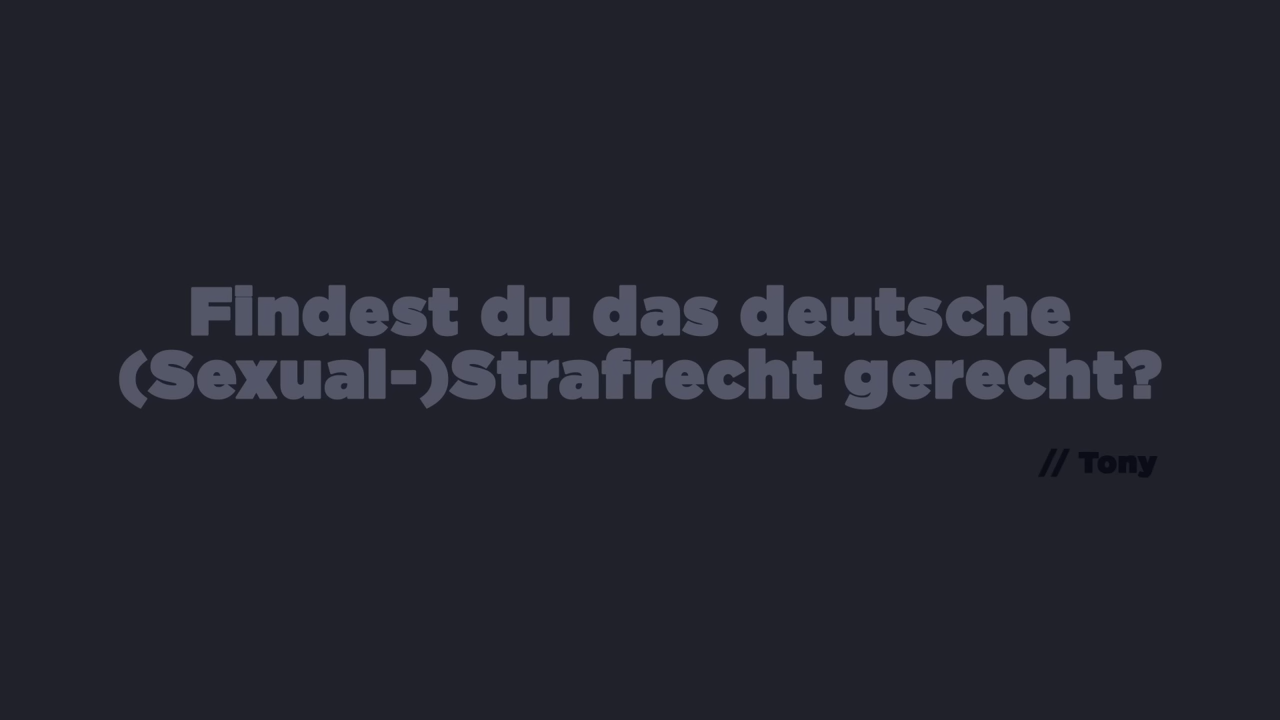 Findest du das deutsche
(Sexual-)Strafrecht gerecht?
// Tony